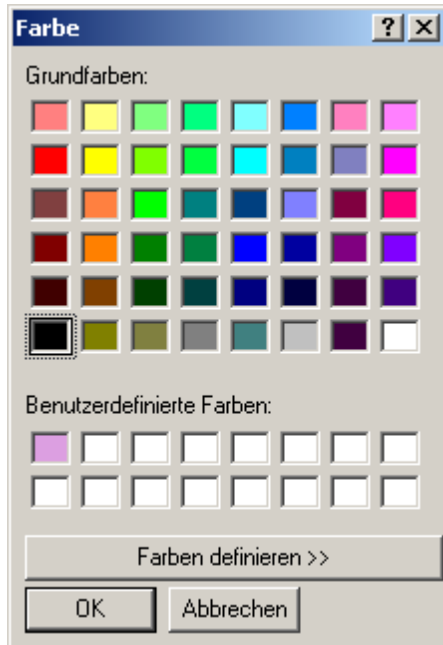 Farbe
Grundfarben:
Benutzerdefinierte Farben:
Farben definieren >>
OK Abbrechen